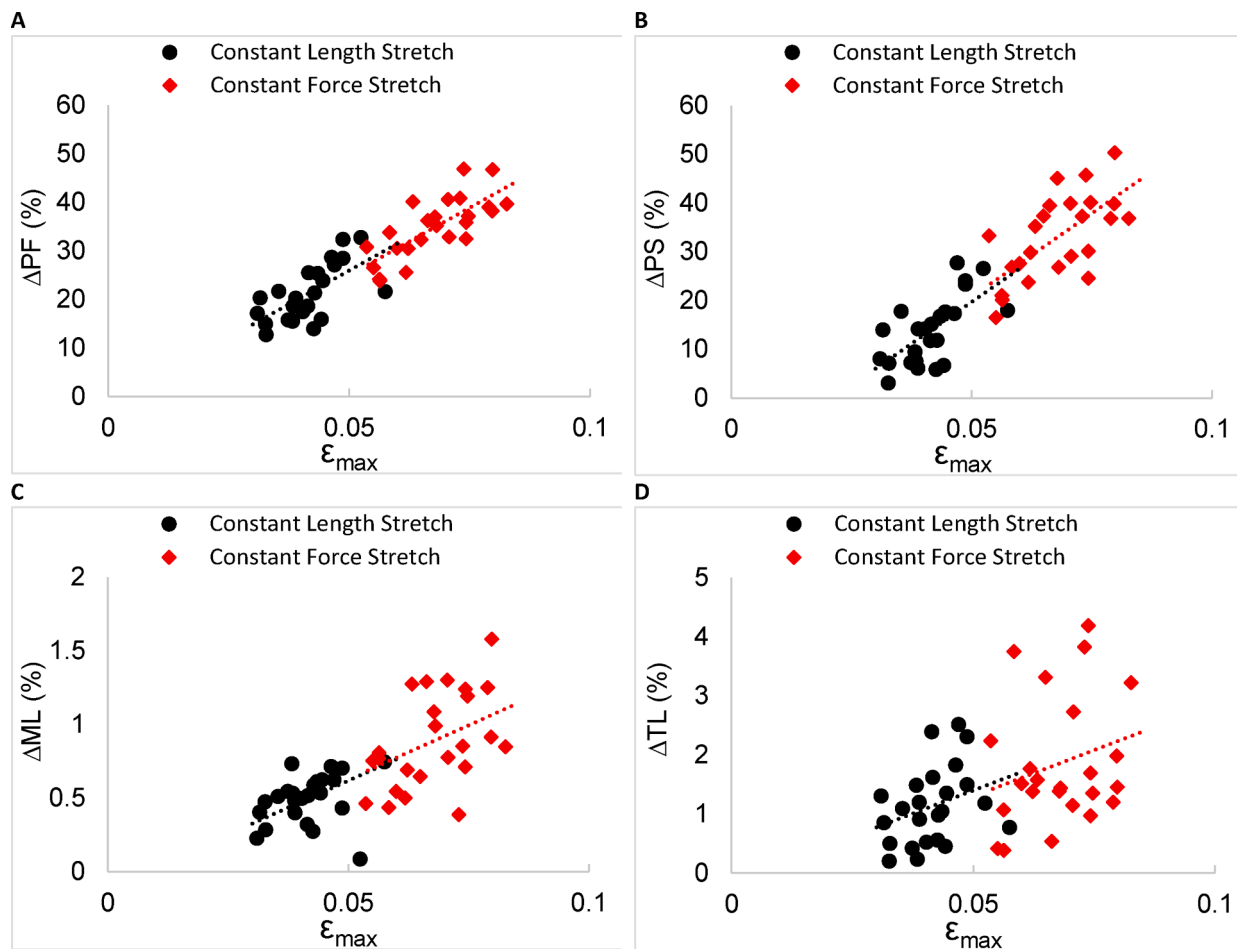 A
Constant Length Stretch
Constant Force Stretch
ΔPF (%)
60
50
40
30
20
10
0
0
0.05
0.1
εmax
B
Constant Length Stretch
Constant Force Stretch
ΔPS (%)
60
50
40
30
20
10
0
0
0.05
0.1
εmax
C
Constant Length Stretch
Constant Force Stretch
ΔML (%)
2
1.5
1
0.5
0
0
0.05
0.1
εmax
D
Constant Length Stretch
Constant Force Stretch
ΔTL (%)
5
4
3
2
1
0
0
0.05
0.1
εmax